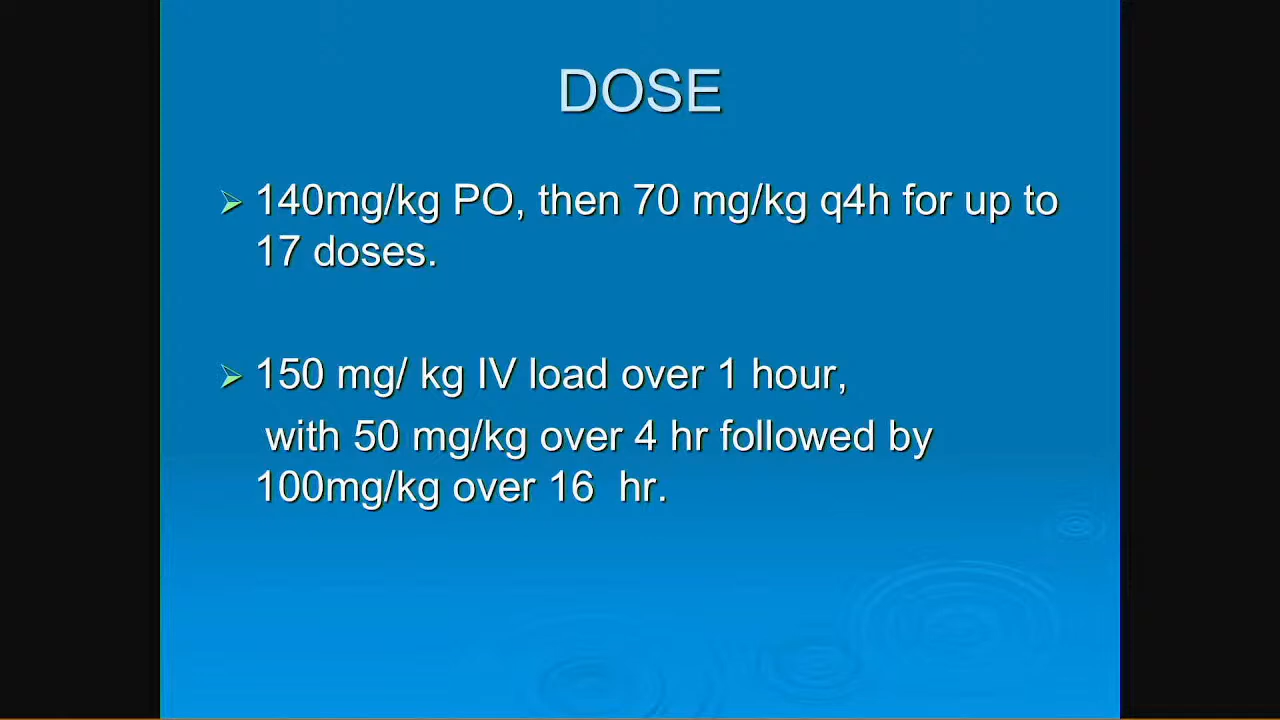 DOSE
140mg/kg PO, then 70 mg/kg q4h for up to
17 doses.
150 mg/ kg IV load over 1 hour,
with 50 mg/kg over 4 hr followed by
100mg/kg over 16  hr.